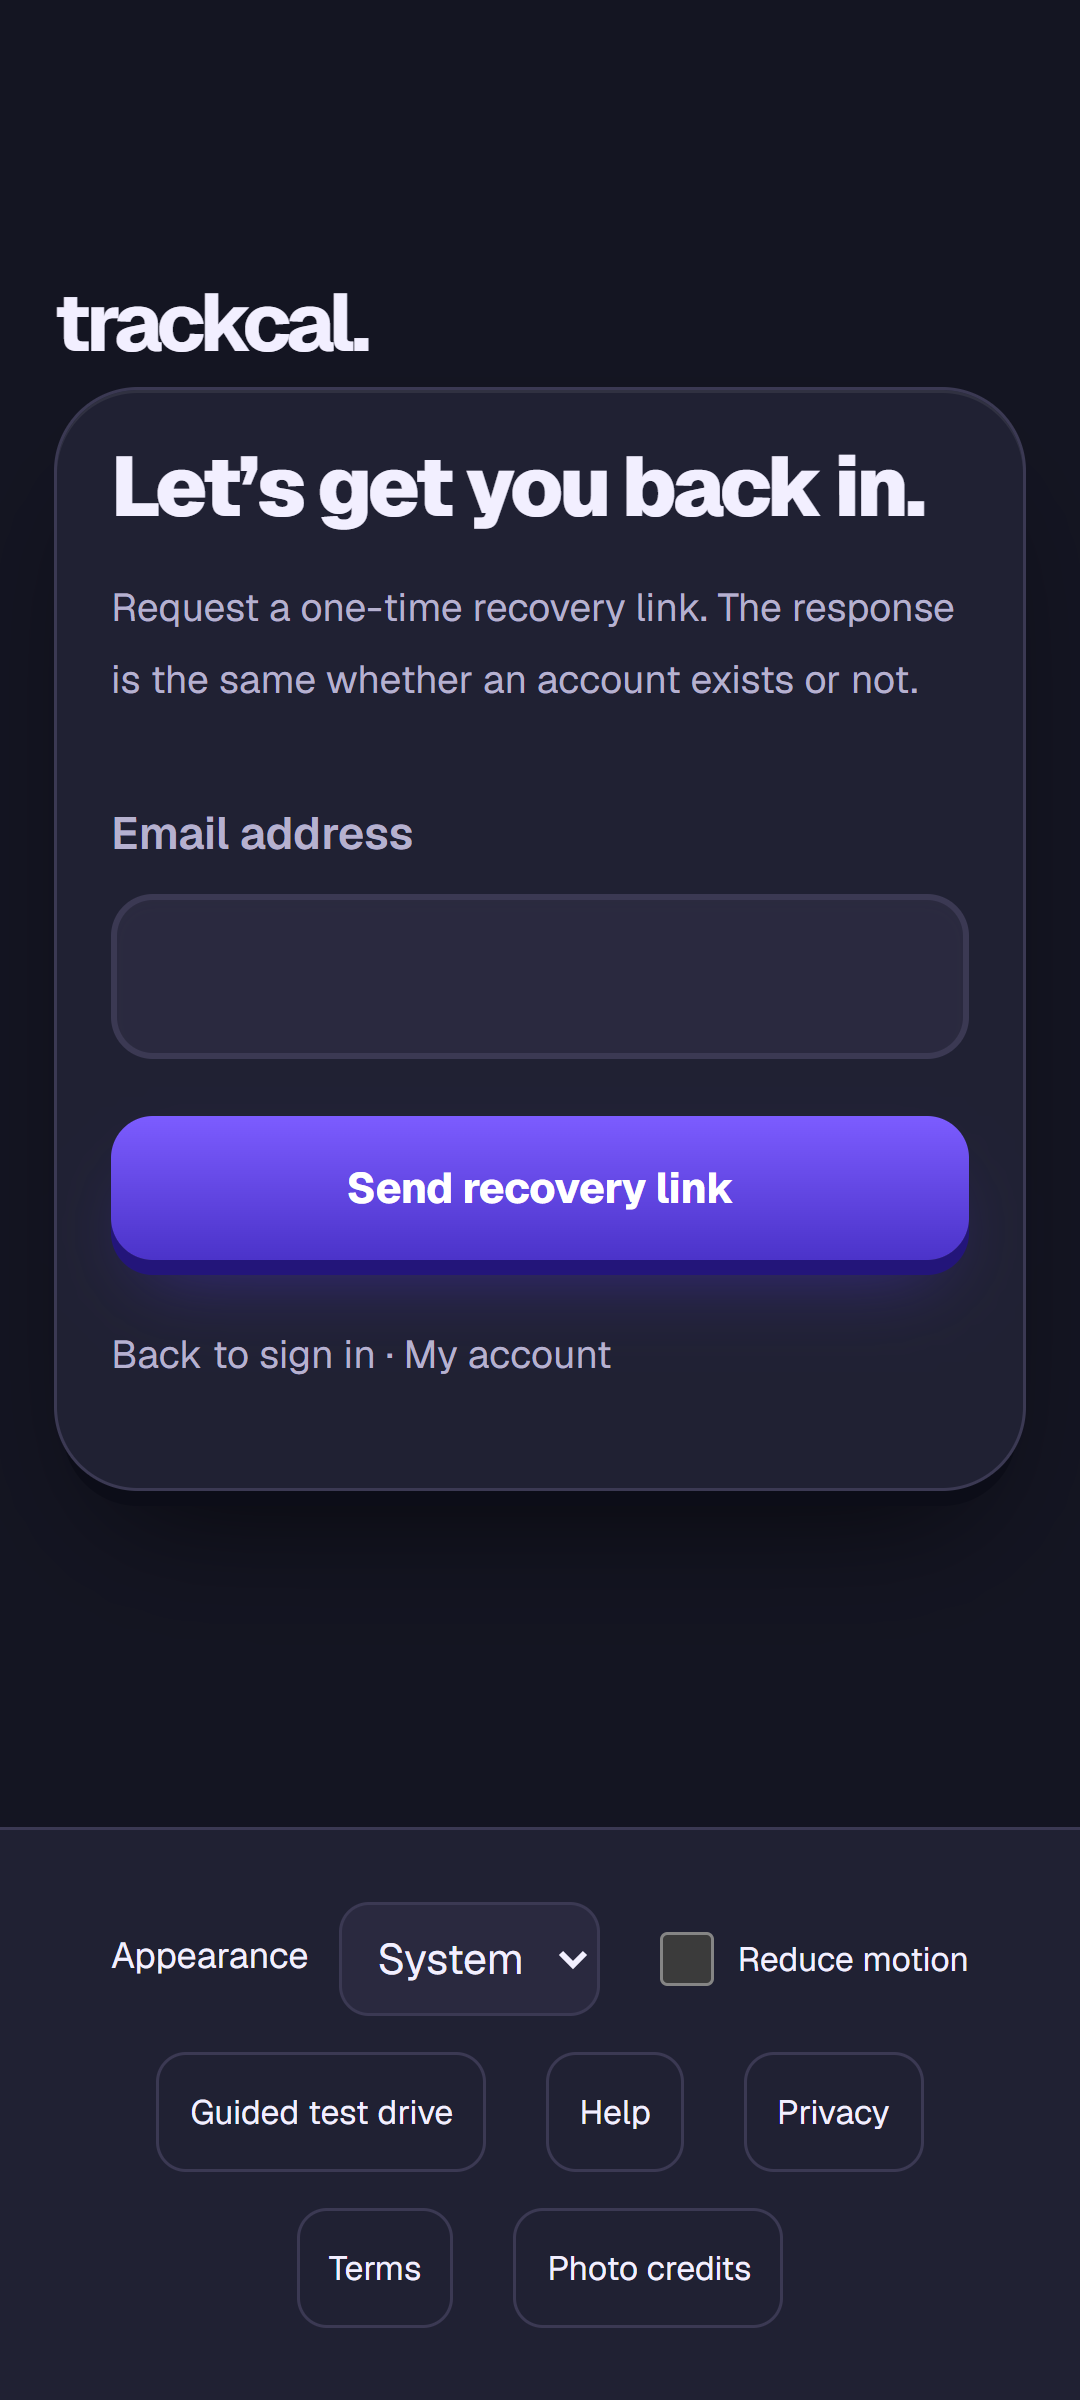 trackcal.
Let’s get you back in.
Request a one-time recovery link. The response
is the same whether an account exists or not.
Email address
Send recovery link
Back to sign in · My account
Appearance System Reduce motion
Guided test drive Help Privacy
Terms Photo credits